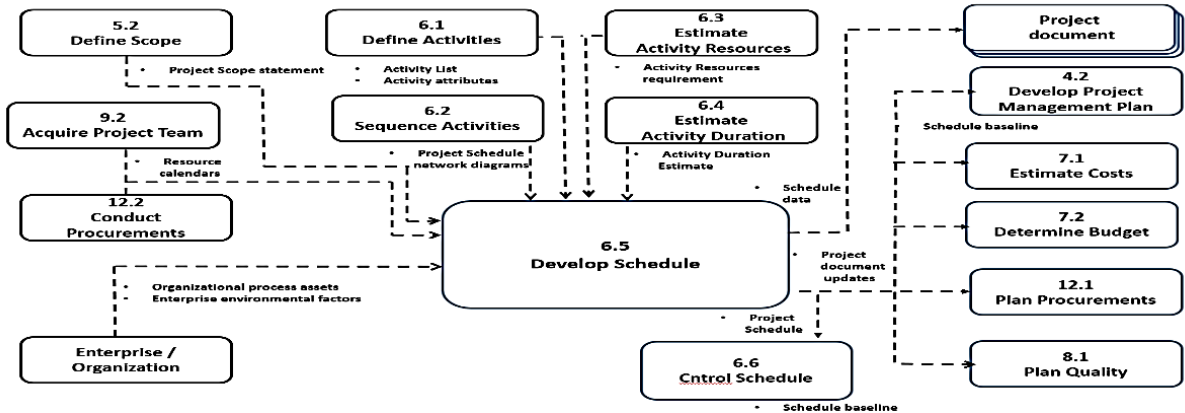 5.2
Define Scope
• Project Scope statement
9.2
Acquire Project Team
• Resource
calendars
12.2
Conduct
Procurements
• Organizational process assets
• Enterprise environmental factors
Enterprise /
Organization
6.1
Define Activities
• Activity List
• Activity attributes
6.2
Sequence Activities
• Project Schedule
network diagrams
6.3
Estimate
Activity Resources
• Activity Resources
requirement
6.4
Estimate
Activity Duration
• Activity Duration
Estimate
6.5
Develop Schedule
• Schedule
data
• Project
document
updates
• Project
Schedule
6.6
Cntrol Schedule
• Schedule baseline
Project
document
4.2
Develop Project
Management Plan
• Schedule baseline
7.1
Estimate Costs
7.2
Determine Budget
12.1
Plan Procurements
8.1
Plan Quality